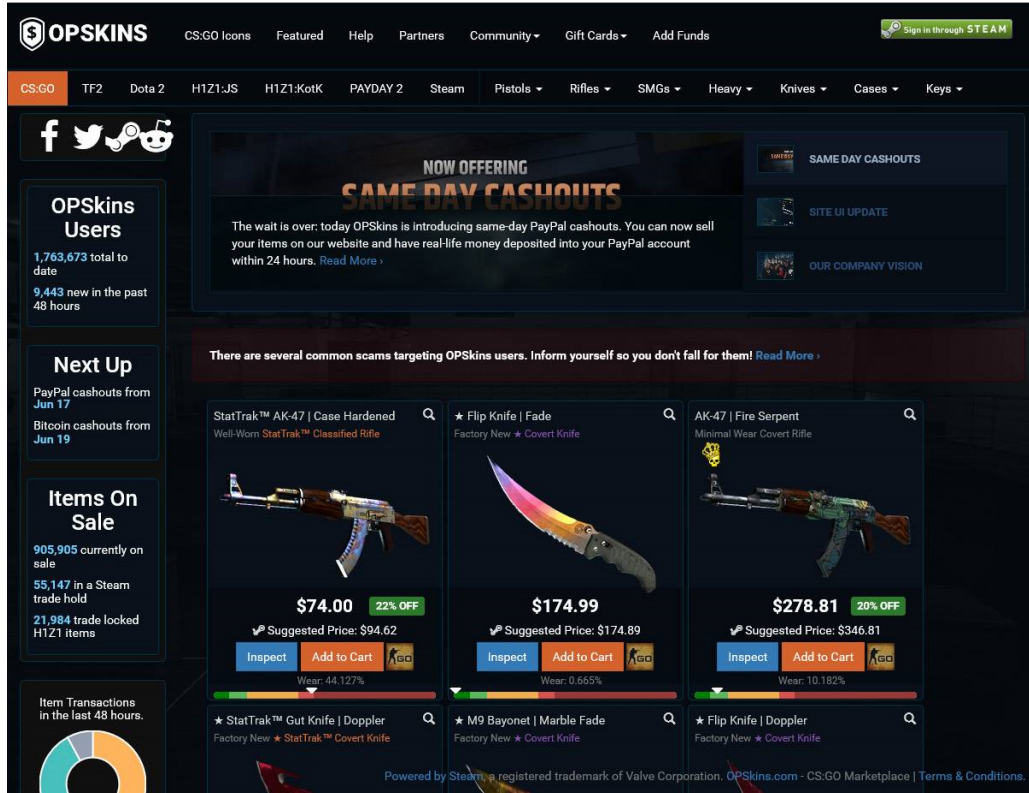 OPSKINS
CS:GO Icons Featured Help Partners Community Gift Cards Add Funds
Sign in through STEAM
CS:GO TF2 Dota 2 H1Z1:JS H1Z1:KotK PAYDAY 2 Steam Pistols Rifles SMGs Heavy Knives Cases Keys
NOW OFFERING
SAME DAY CASHOUTS
The wait is over: today OPSkins is introducing same-day PayPal cashouts. You can now sell
your items on our website and have real-life money deposited into your PayPal account
within 24 hours. Read More ›
SAME DAY CASHOUTS
SITE UI UPDATE
OUR COMPANY VISION
OPSkins
Users
1,763,673 total to
date
9,443 new in the past
48 hours
Next Up
PayPal cashouts from
Jun 17
Bitcoin cashouts from
Jun 19
Items On
Sale
905,905 currently on
sale
55,147 in a Steam
trade hold
21,984 trade locked
H1Z1 items
Item Transactions
in the last 48 hours.
There are several common scams targeting OPSkins users. Inform yourself so you don't fall for them! Read More ›
StatTrak™ AK-47 | Case Hardened
Well-Worn StatTrak™ Classified Rifle
$74.00 22% OFF
Suggested Price: $94.62
Inspect Add to Cart GO
Wear: 44.127%
★ Flip Knife | Fade
Factory New ★ Covert Knife
$174.99
Suggested Price: $174.89
Inspect Add to Cart GO
Wear: 0.665%
AK-47 | Fire Serpent
Minimal Wear Covert Rifle
$278.81 20% OFF
Suggested Price: $346.81
Inspect Add to Cart GO
Wear: 10.182%
★ StatTrak™ Gut Knife | Doppler
Factory New ★ StatTrak™ Covert Knife
★ M9 Bayonet | Marble Fade
Factory New ★ Covert Knife
★ Flip Knife | Doppler
Factory New ★ Covert Knife
Powered by Steam, a registered trademark of Valve Corporation. OPSkins.com - CS:GO Marketplace | Terms & Conditions.